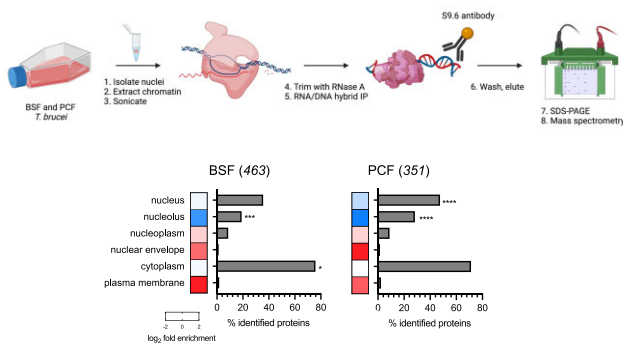 S9.6 antibody
1. Isolate nuclei
2. Extract chromatin
3. Sonicate
4. Trim with RNase A
5. RNA/DNA hybrid IP
6. Wash, elute
BSF and PCF
T. brucei
7. SDS-PAGE
8. Mass spectrometry
BSF (463)
PCF (351)
nucleus
****
nucleolus
***
****
nucleoplasm
nuclear envelope
cytoplasm
*
plasma membrane
0 20 40 60 80
0 20 40 60 80
% identified proteins
% identified proteins
-2 0 2
log2 fold enrichment